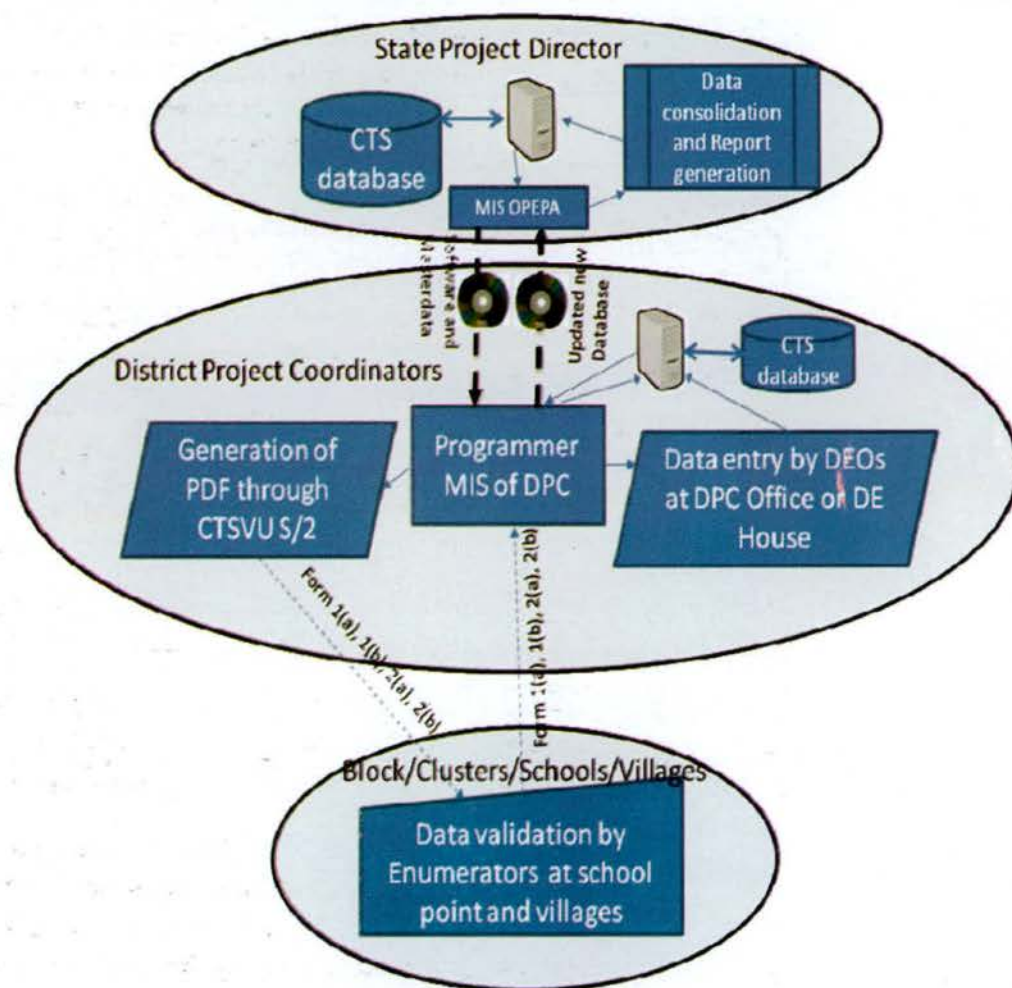 State Project Director
CTS
database
Data
consolidation
and Report
generation
MIS OPEPA
Software and
Masterdata
Updated new
Database
CTS
database
District Project Coordinators
Generation of
PDF through
CTSVU S/2
Programmer
MIS of DPC
Data entry by DEOs
at DPC Office or DE
House
Form 1(a), 1(b), 2(a), 2(b)
Form 1(a), 1(b), 2(a), 2(b)
Block/Clusters/Schools/Villages
Data validation by
Enumerators at school
point and villages